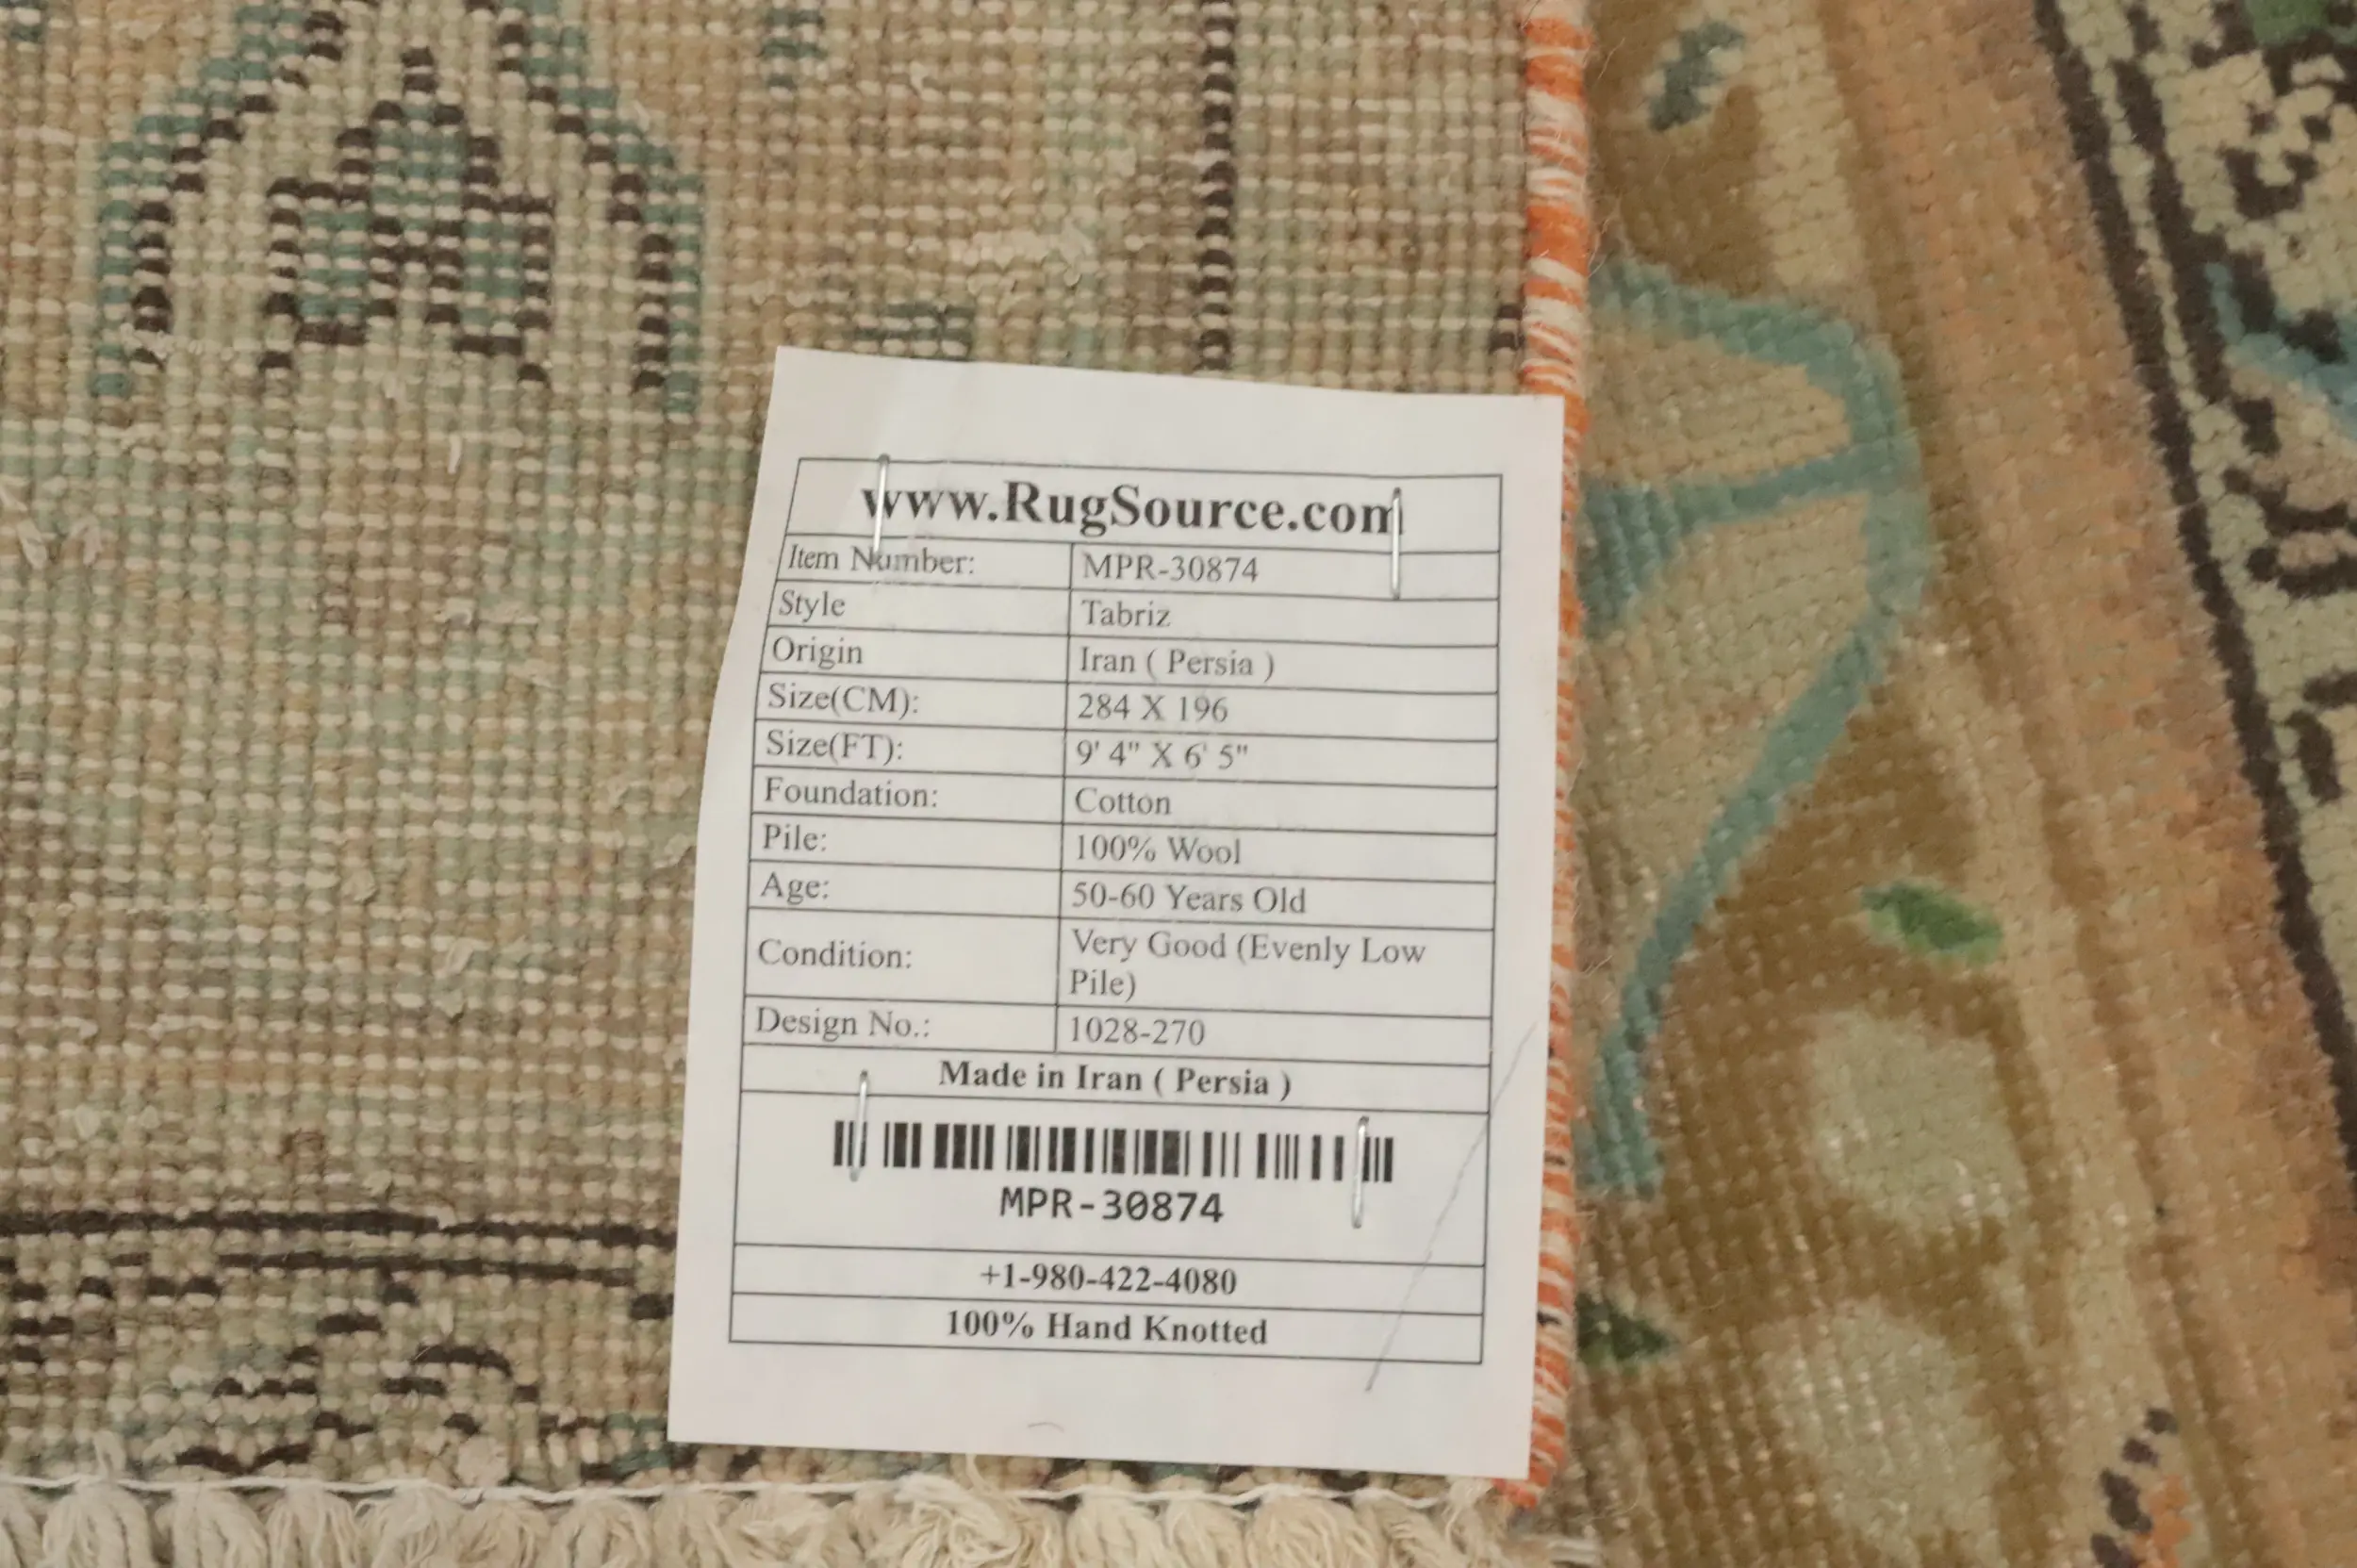 www.RugSource.com
Item Number: MPR-30874
Style Tabriz
Origin Iran ( Persia )
Size(CM): 284 X 196
Size(FT): 9' 4" X 6' 5"
Foundation: Cotton
Pile: 100% Wool
Age: 50-60 Years Old
Condition: Very Good (Evenly Low
Pile)
Design No.: 1028-270
Made in Iran ( Persia )
MPR-30874
+1-980-422-4080
100% Hand Knotted